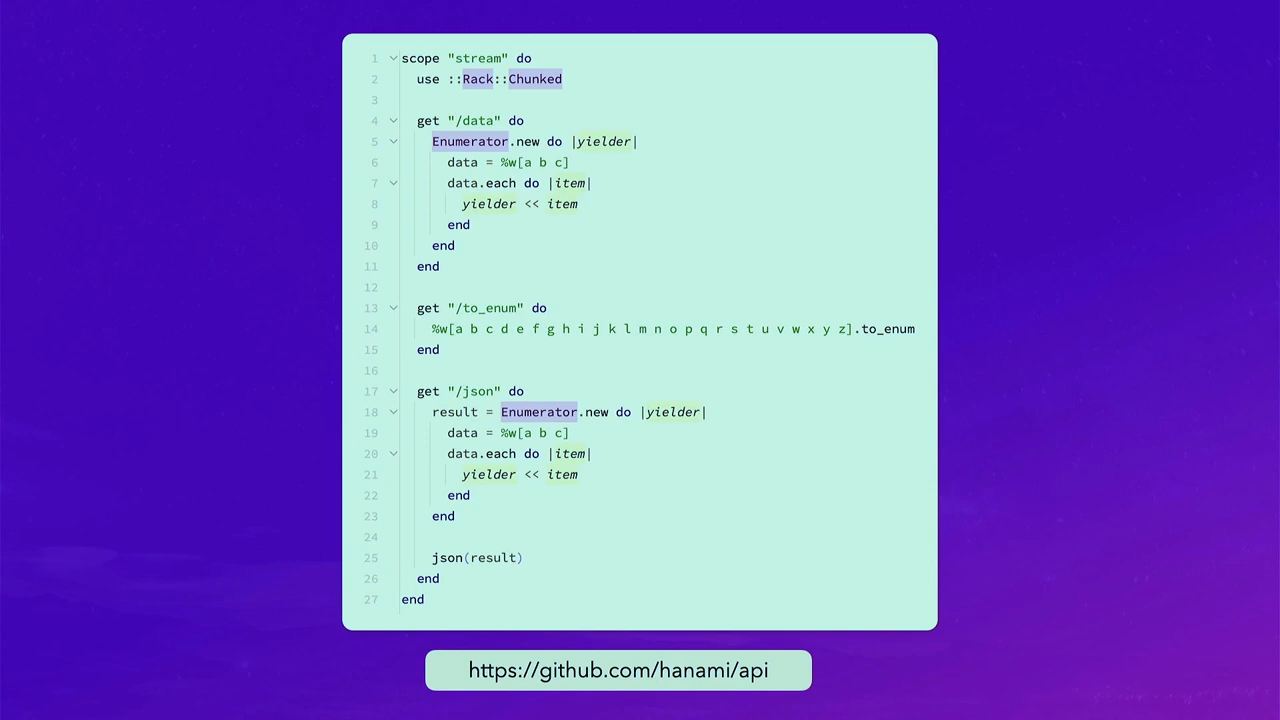 1 scope "stream" do
2 use ::Rack::Chunked
3
4 get "/data" do
5 Enumerator.new do |yielder|
6 data = %w[a b c]
7 data.each do |item|
8 yielder << item
9 end
10 end
11 end
12
13 get "/to_enum" do
14 %w[a b c d e f g h i j k l m n o p q r s t u v w x y z].to_enum
15 end
16
17 get "/json" do
18 result = Enumerator.new do |yielder|
19 data = %w[a b c]
20 data.each do |item|
21 yielder << item
22 end
23 end
24
25 json(result)
26 end
27 end
https://github.com/hanami/api